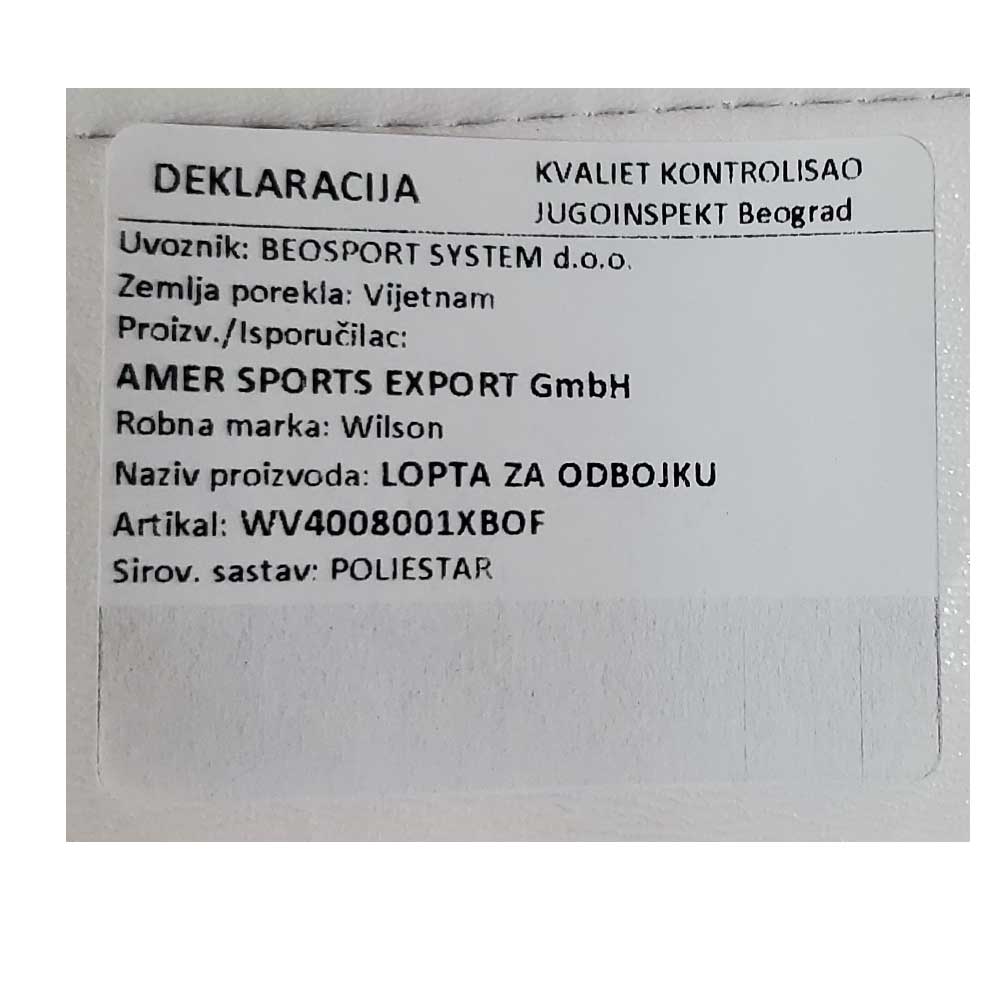 DEKLARACIJA
KVALIET KONTROLISAO
JUGOINSPEKT Beograd
Uvoznik: BEOSPORT SYSTEM d.o.o.
Zemlja porekla: Vijetnam
Proizv./Isporučilac:
AMER SPORTS EXPORT GmbH
Robna marka: Wilson
Naziv proizvoda: LOPTA ZA ODBOJKU
Artikal: WV4008001XBOF
Sirov. sastav: POLIESTAR